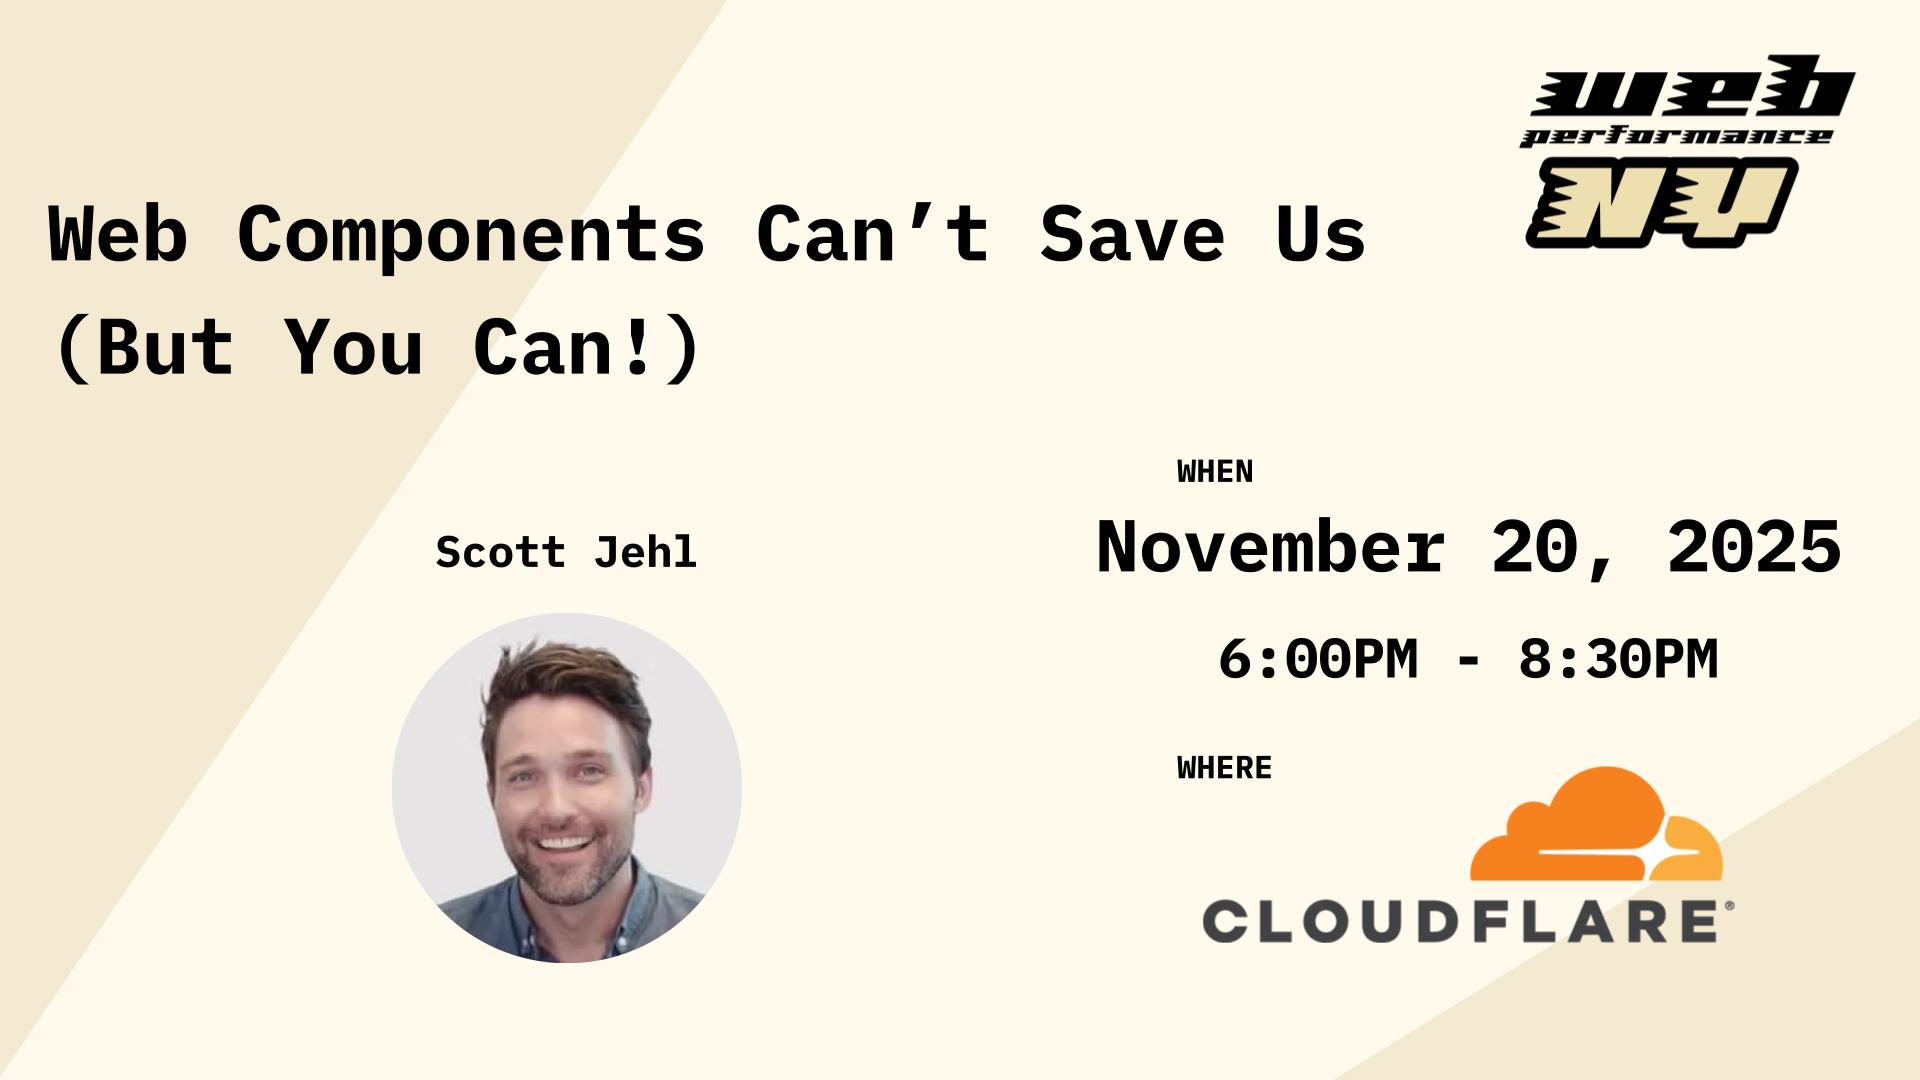 web
performance
NY
Web Components Can’t Save Us
(But You Can!)
Scott Jehl
WHEN
November 20, 2025
6:00PM - 8:30PM
WHERE
CLOUDFLARE®